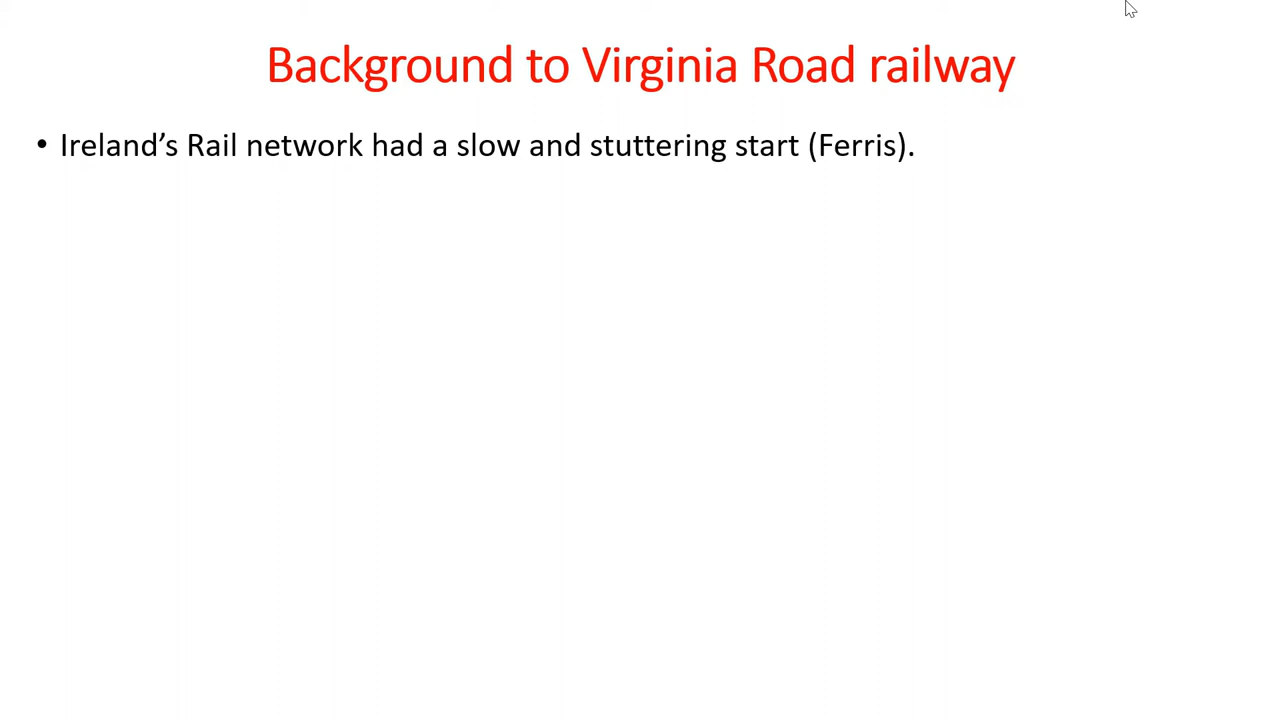 Background to Virginia Road railway
• Ireland’s Rail network had a slow and stuttering start (Ferris).